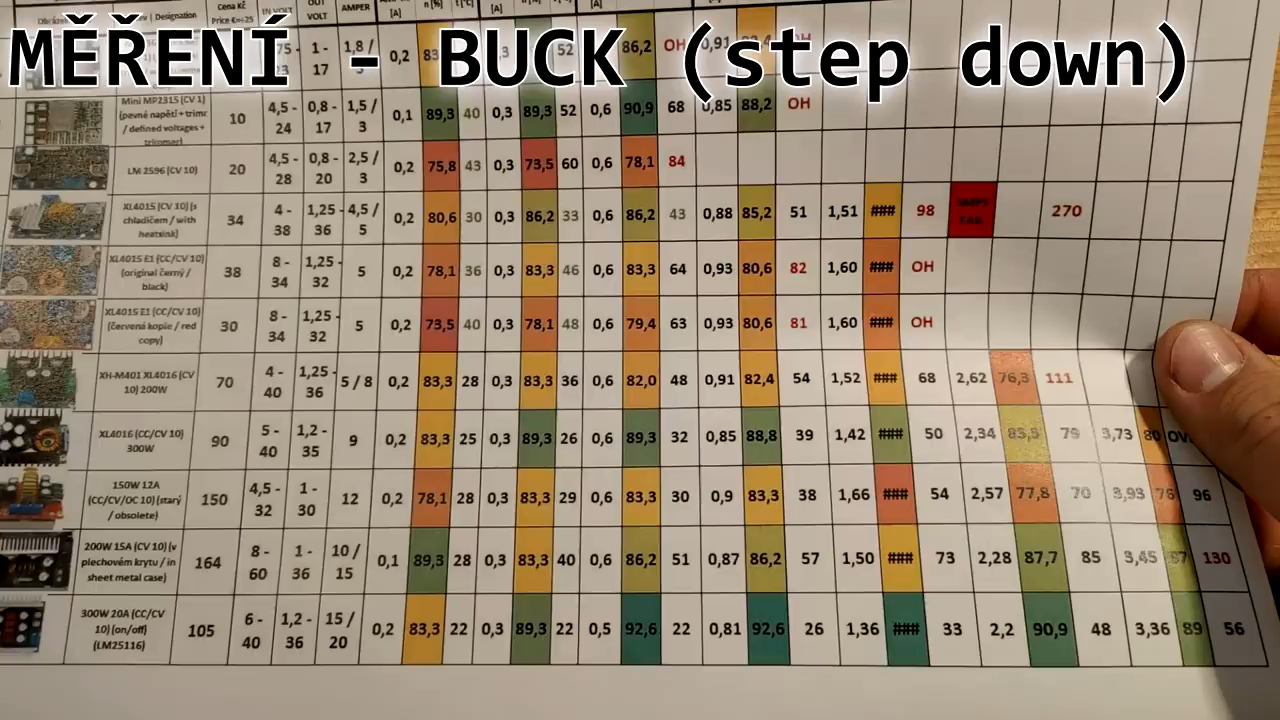 MĚŘENÍ - BUCK (step down)
Cena Kč OUT
Designation Price VOLT AMPER [A] η [%] [A] [A]
1 - 17 1,8 / 0,2 83 52 86,2 OH 0,91
Mini MP2315 (CV 1) (pevné napětí + trimr / defined voltages + trikomar) 10 4,5 - 24 0,8 - 17 1,5 / 3 0,1 89,3 40 0,3 89,3 52 0,6 90,9 68 0,85 88,2 OH
LM 2596 (CV 10) 20 4,5 - 28 0,8 - 20 2,5 / 3 0,2 75,8 43 0,3 73,5 60 0,6 78,1 84
XL4015 (CV 10) (s chladičem / with heatsink) 34 4 - 38 1,25 - 36 4,5 / 5 0,2 80,6 30 0,3 86,2 33 0,6 86,2 43 0,88 85,2 51 1,51 ### 98 270
XL4015 E1 (CC/CV 10) (original černý / black) 38 8 - 34 1,25 - 32 5 0,2 78,1 36 0,3 83,3 46 0,6 83,3 64 0,93 80,6 82 1,60 ### OH
XL4015 E1 (CC/CV 10) (červená kopie / red copy) 30 8 - 34 1,25 - 32 5 0,2 73,5 40 0,3 78,1 48 0,6 79,4 63 0,93 80,6 81 1,60 ### OH
XH-M401 XL4016 (CV 10) 200W 70 4 - 40 1,25 - 36 5 / 8 0,2 83,3 28 0,3 83,3 36 0,6 82,0 48 0,91 82,4 54 1,52 ### 68 2,62 76,3 111
XL4016 (CC/CV 10) 300W 90 5 - 40 1,2 - 35 9 0,2 83,3 25 0,3 89,3 26 0,6 89,3 32 0,85 88,8 39 1,42 ### 50 2,34 85,5 79 3,73 80
150W 12A (CC/CV/OC 10) (starý / obsolete) 150 4,5 - 32 1 - 30 12 0,2 78,1 28 0,3 83,3 29 0,6 83,3 30 0,9 83,3 38 1,66 ### 54 2,57 77,8 70 3,93 76 96
200W 15A (CV 10) (v plechovém krytu / in sheet metal case) 164 8 - 60 1 - 36 10 / 15 0,1 89,3 28 0,3 83,3 40 0,6 86,2 51 0,87 86,2 57 1,50 ### 73 2,28 87,7 85 3,45 87 130
300W 20A (CC/CV 10) (on/off) (LM25116) 105 6 - 40 1,2 - 36 15 / 20 0,2 83,3 22 0,3 89,3 22 0,5 92,6 22 0,81 92,6 26 1,36 ### 33 2,2 90,9 48 3,36 89 56